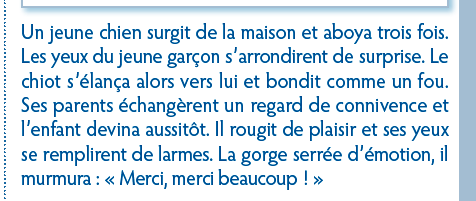 Un jeune chien surgit de la maison et aboya trois fois.
Les yeux du jeune garçon s'arrondirent de surprise. Le
chiot s'élança alors vers lui et bondit comme un fou.
Ses parents échangèrent un regard de connivence et
l'enfant devina aussitôt. Il rougit de plaisir et ses yeux
se remplirent de larmes. La gorge serrée d'émotion, il
murmura : « Merci, merci beaucoup ! »